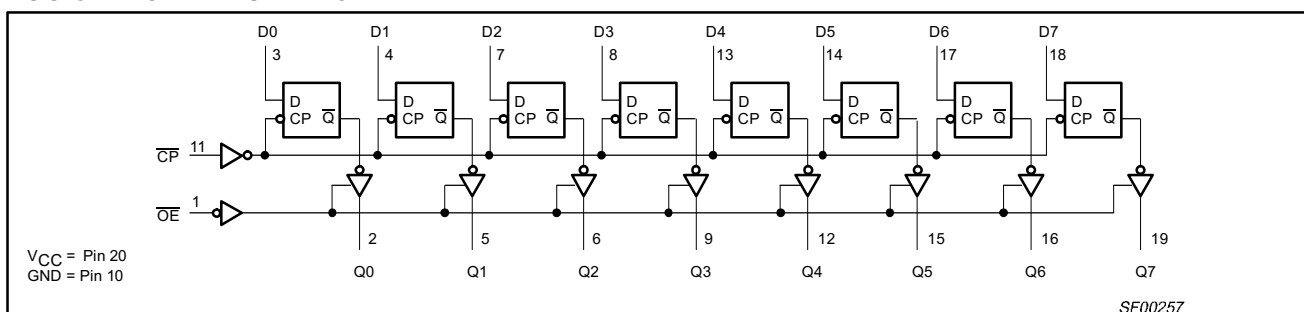 D0 D1 D2 D3 D4 D5 D6 D7
3 4 7 8 13 14 17 18
D D D D D D D D
CP Q̅ CP Q̅ CP Q̅ CP Q̅ CP Q̅ CP Q̅ CP Q̅ CP Q̅
C̅P̅ 11
O̅E̅ 1
2 5 6 9 12 15 16 19
VCC = Pin 20
GND = Pin 10
Q0 Q1 Q2 Q3 Q4 Q5 Q6 Q7
SF00257